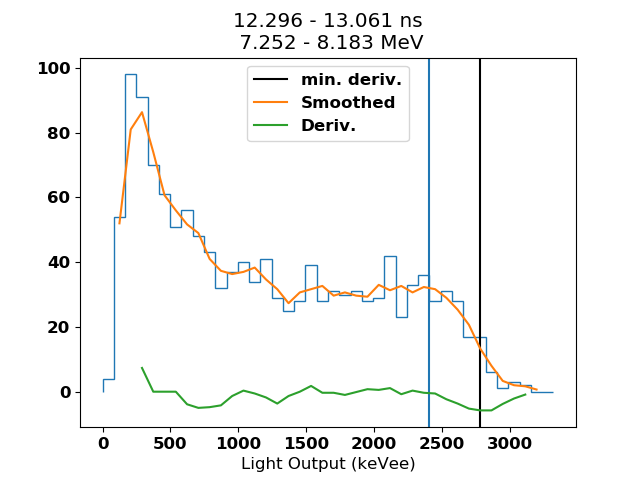 12.296 - 13.061 ns
7.252 - 8.183 MeV
min. deriv.
Smoothed
Deriv.
100
80
60
40
20
0
0 500 1000 1500 2000 2500 3000
Light Output (keVee)